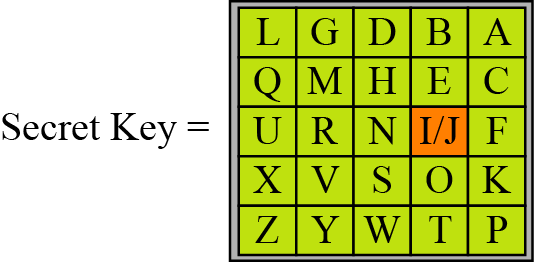 L G D B A
Q M H E C
Secret Key = U R N I/J F
X V S O K
Z Y W T P